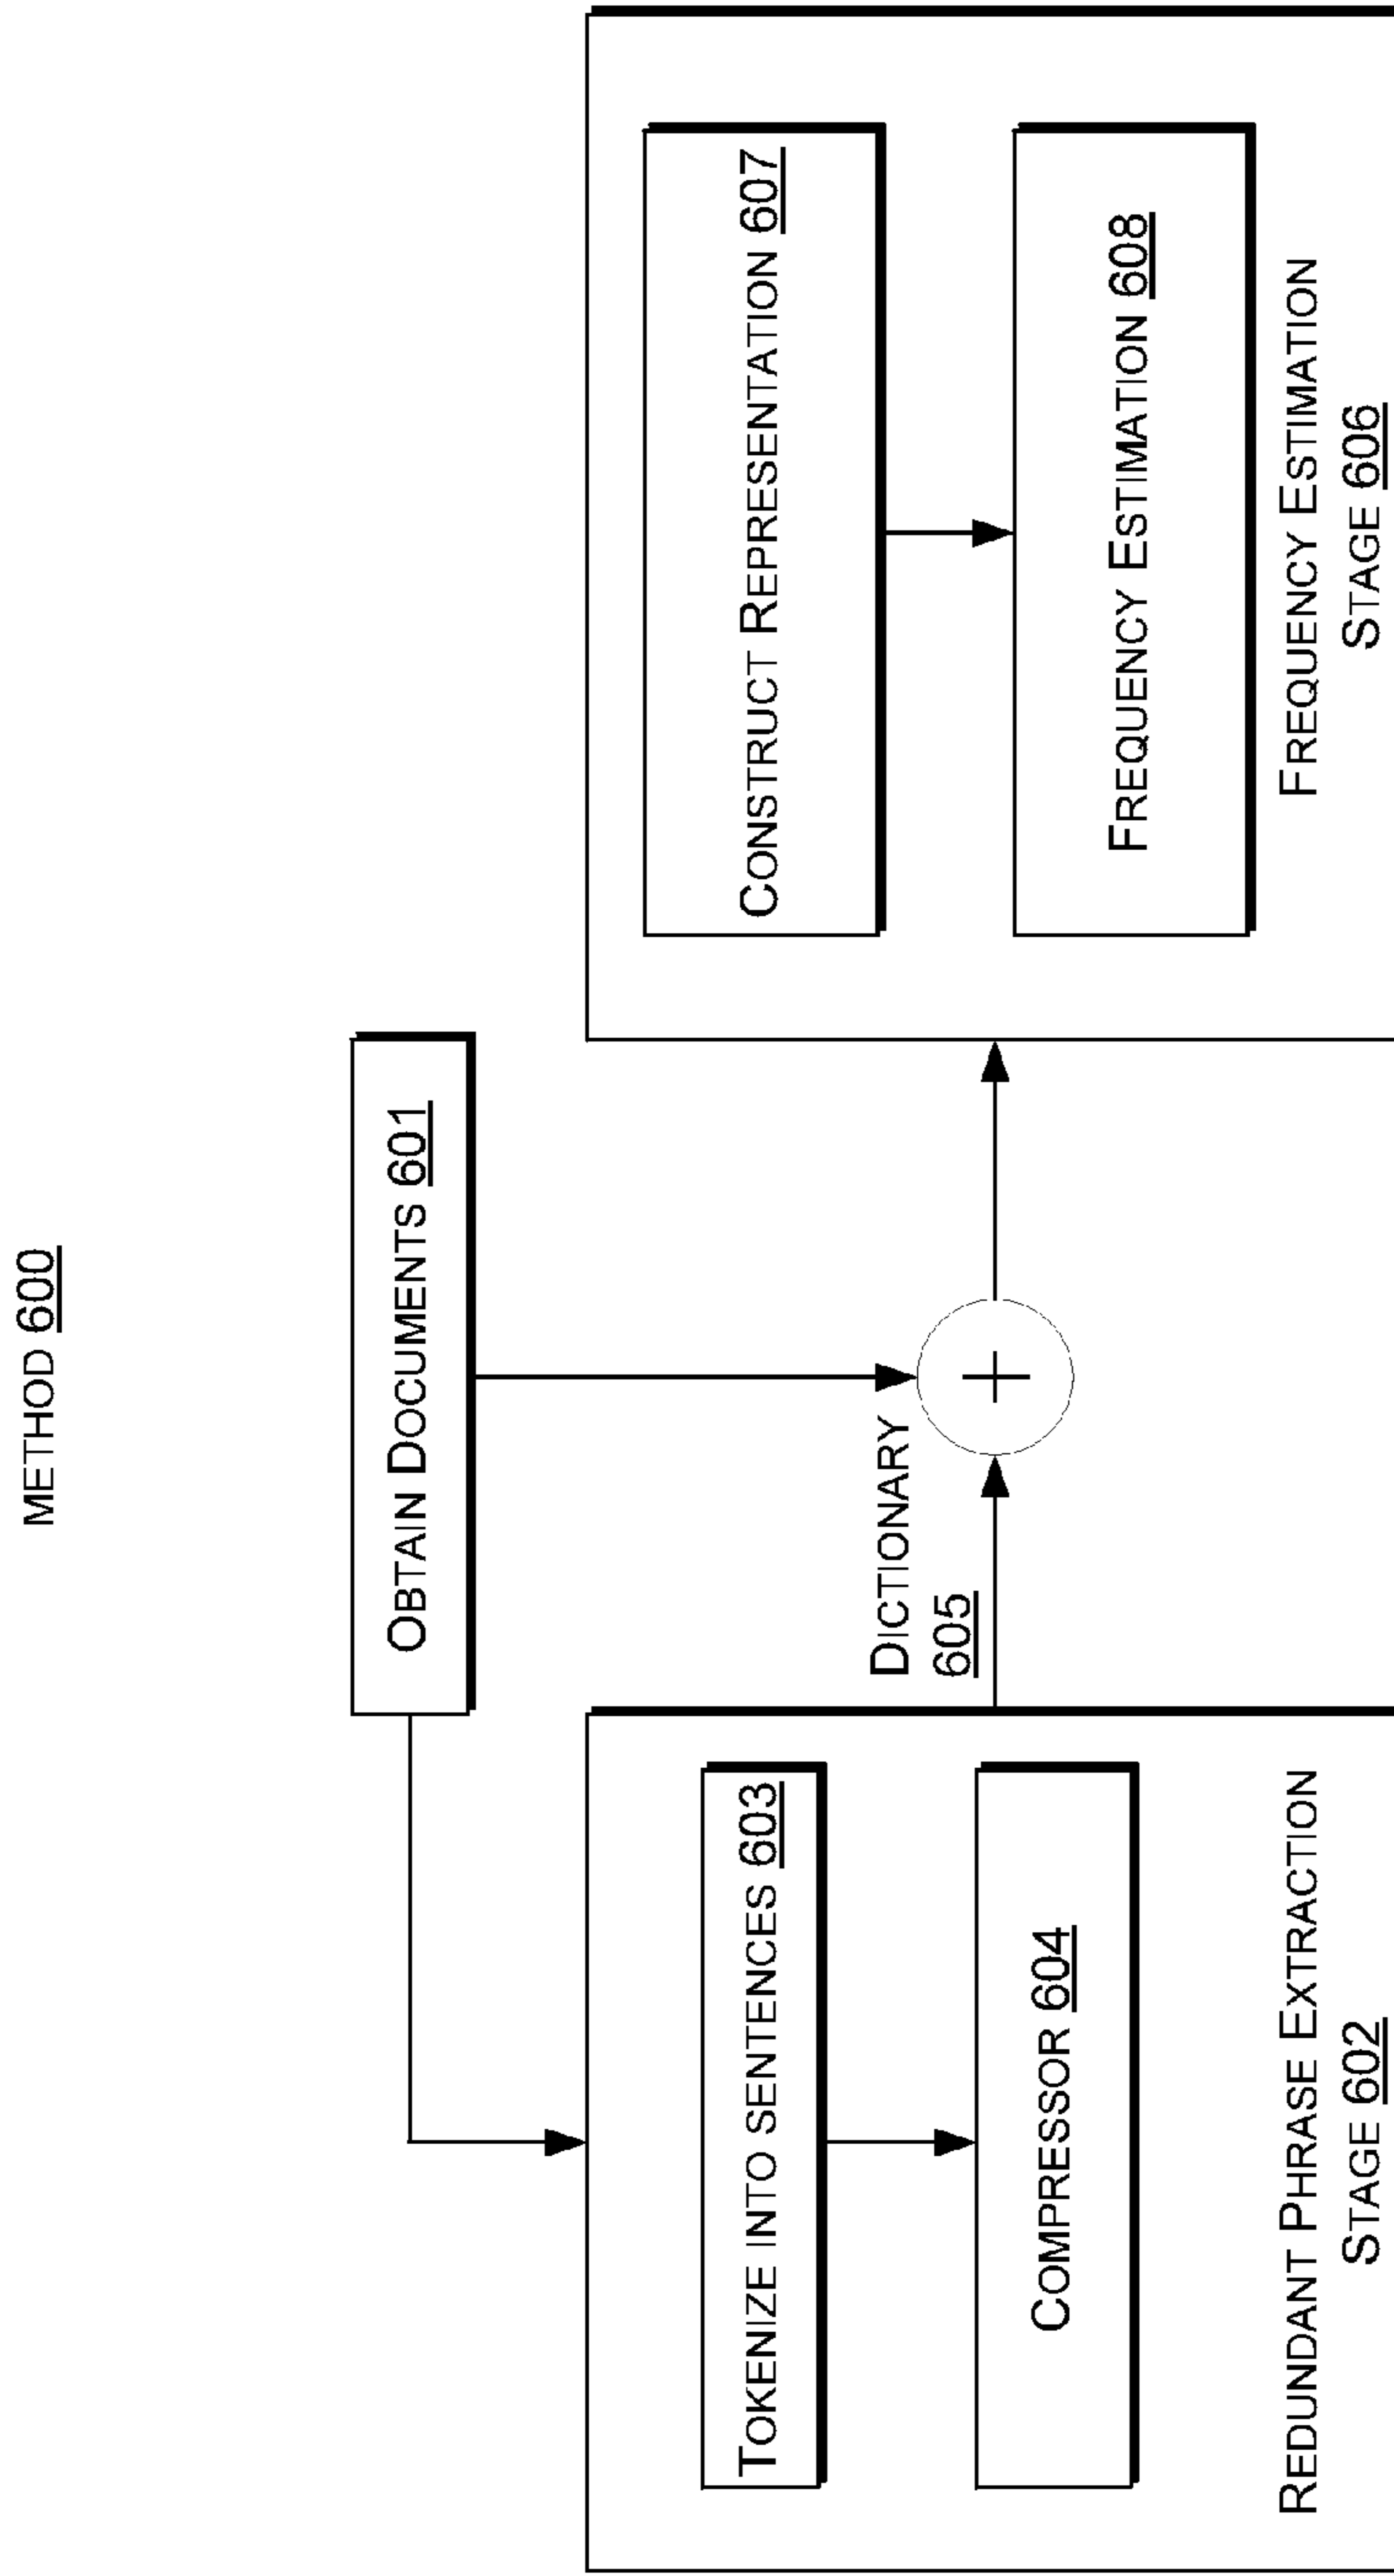 METHOD 600
OBTAIN DOCUMENTS 601
TOKENIZE INTO SENTENCES 603
COMPRESSOR 604
REDUNDANT PHRASE EXTRACTION
STAGE 602
DICTIONARY
605
+
CONSTRUCT REPRESENTATION 607
FREQUENCY ESTIMATION 608
FREQUENCY ESTIMATION
STAGE 606